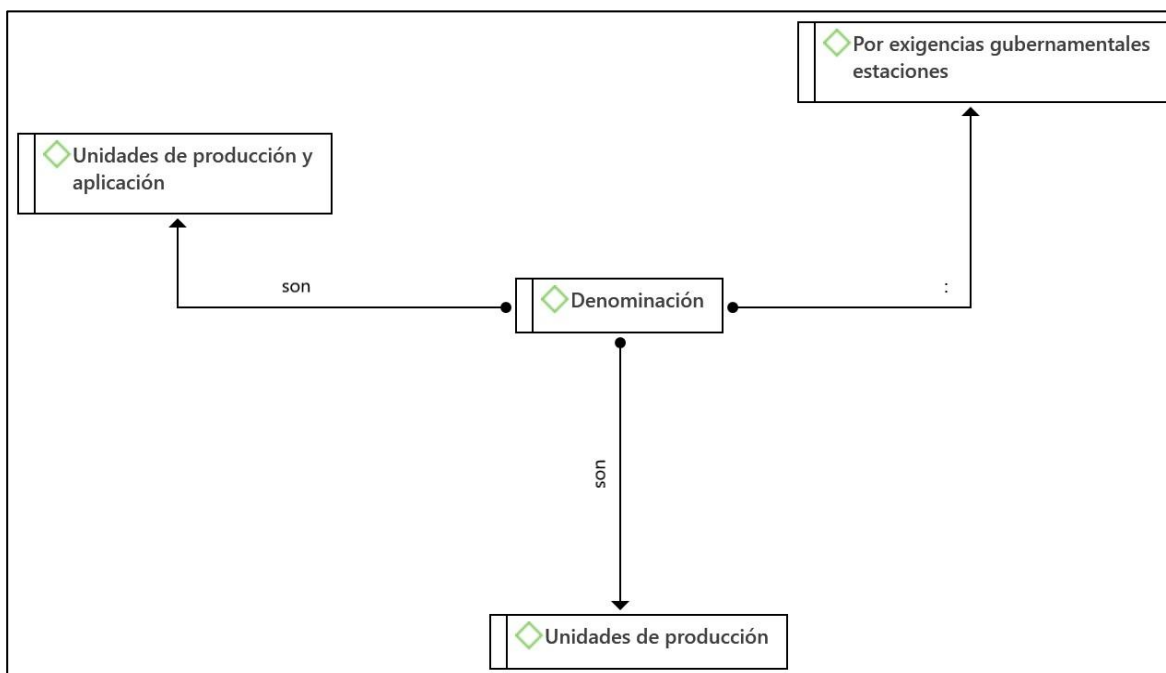 Por exigencias gubernamentales
estaciones
Unidades de producción y
aplicación
son
:
Denominación
son
Unidades de producción